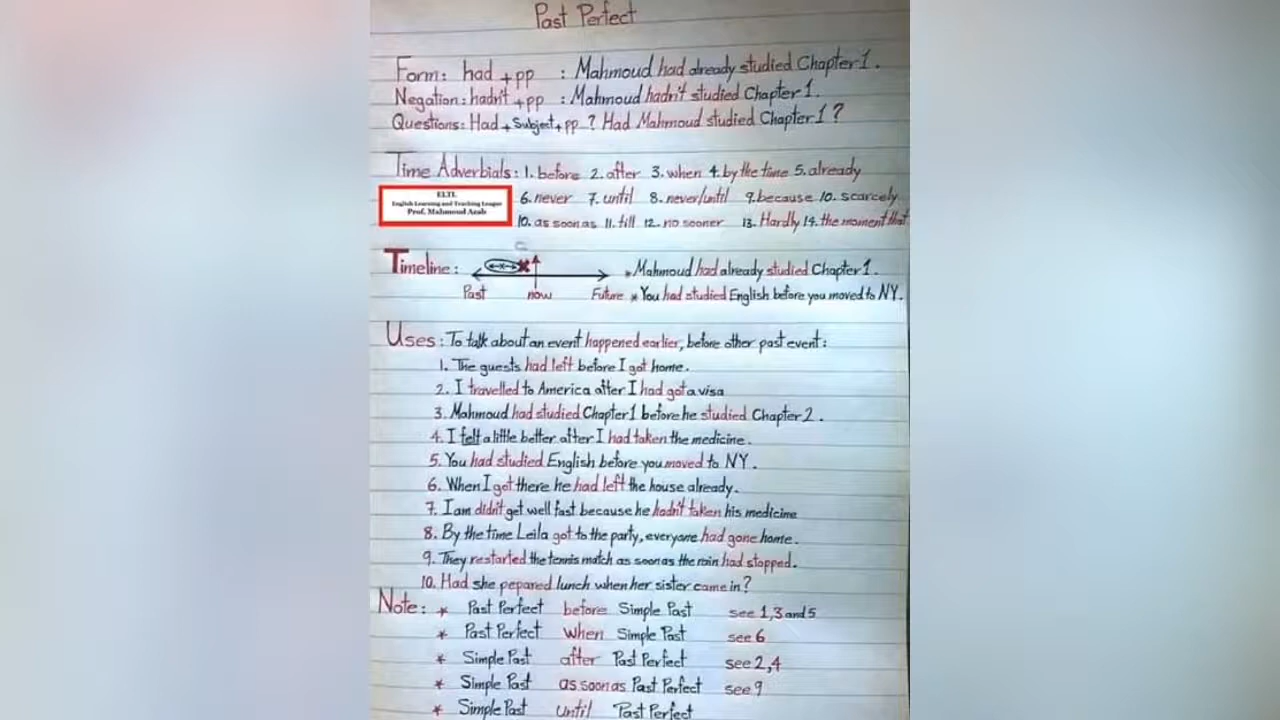 Past Perfect
Form: had + pp : Mahmoud had already studied Chapter 1.
Negation: hadn't + pp : Mahmoud hadn't studied Chapter 1.
Questions: Had + Subject + pp ? Had Mahmoud studied Chapter 1 ?
Time Adverbials: 1. before 2. after 3. when 4. by the time 5. already
ELTL
English Learning and Teaching League
Prof. Mahmoud Azab
6. never 7. until 8. never/until 9. because 10. scarcely
10. as soon as 11. till 12. no sooner 13. Hardly 14. the moment that
Timeline: * Mahmoud had already studied Chapter 1.
Past now Future * You had studied English before you moved to NY.
Uses: To talk about an event happened earlier, before other past event:
1. The guests had left before I got home.
2. I travelled to America after I had got a visa
3. Mahmoud had studied Chapter 1 before he studied Chapter 2.
4. I felt a little better after I had taken the medicine.
5. You had studied English before you moved to NY.
6. When I got there he had left the house already.
7. I am didn't get well fast because he hadn't taken his medicine
8. By the time Leila got to the party, everyone had gone home.
9. They restarted the tennis match as soon as the rain had stopped.
10. Had she pepared lunch when her sister came in?
Note: * Past Perfect before Simple Past see 1,3 and 5
* Past Perfect when Simple Past see 6
* Simple Past after Past Perfect see 2,4
* Simple Past as soon as Past Perfect see 9
* Simple Past until Past Perfect